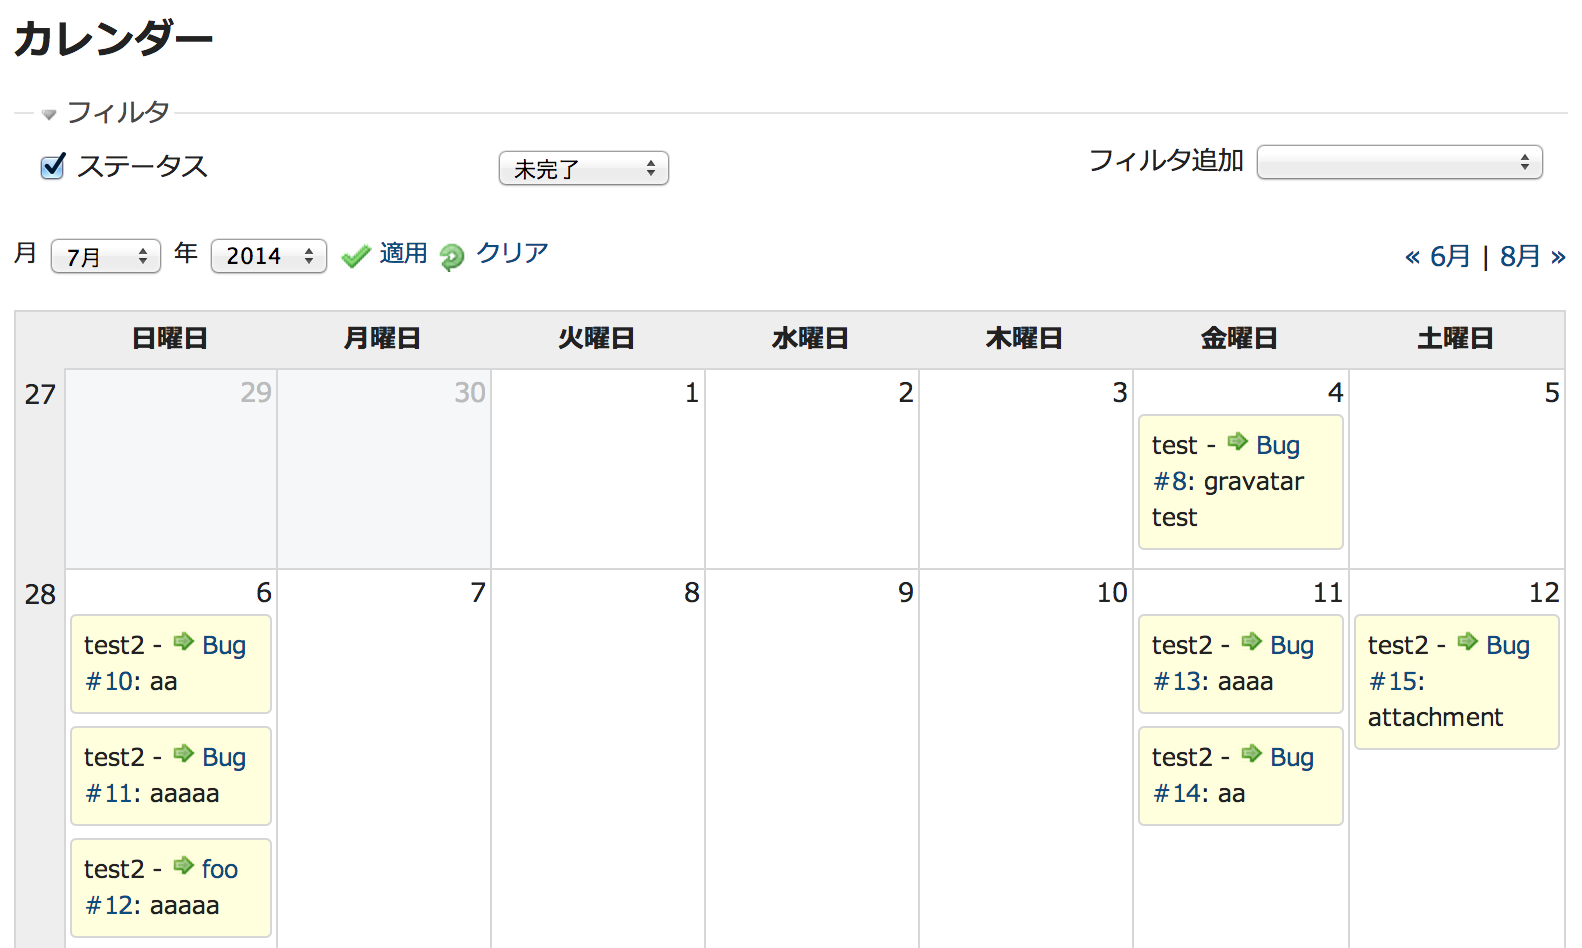 カレンダー
フィルタ
ステータス 未完了 フィルタ追加
月 7月 年 2014 適用 クリア « 6月 | 8月 »
日曜日 月曜日 火曜日 水曜日 木曜日 金曜日 土曜日
27 29 30 1 2 3 4 5
test - Bug
#8: gravatar
test
28 6 7 8 9 10 11 12
test2 - Bug
#10: aa
test2 - Bug
#11: aaaaa
test2 - foo
#12: aaaaa
test2 - Bug
#13: aaaa
test2 - Bug
#14: aa
test2 - Bug
#15:
attachment